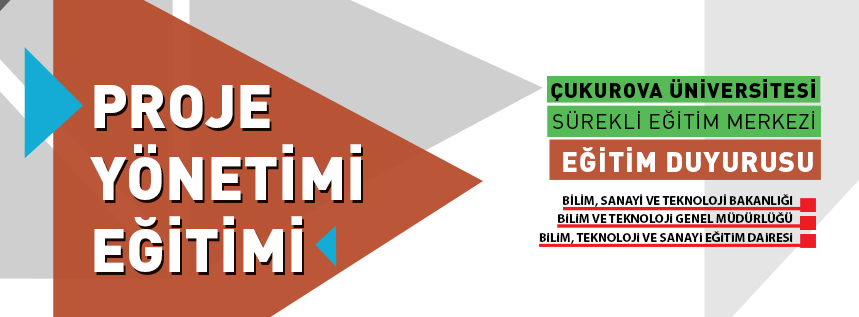 PROJE
YÖNETİMİ
EĞİTİMİ
ÇUKUROVA ÜNİVERSİTESİ
SÜREKLİ EĞİTİM MERKEZİ
EĞİTİM DUYURUSU
BİLİM, SANAYİ VE TEKNOLOJİ BAKANLIĞI
BİLİM VE TEKNOLOJİ GENEL MÜDÜRLÜĞÜ
BİLİM, TEKNOLOJİ VE SANAYİ EĞİTİM DAİRESİ